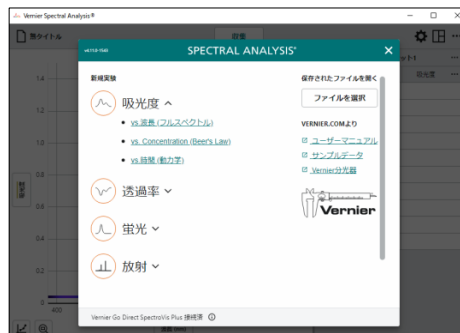 Vernier Spectral Analysis®
無タイトル
収集
v4.11.0-1543
SPECTRAL ANALYSIS®
新規実験
吸光度
vs.波長 (フルスペクトル)
vs. Concentration (Beer's Law)
vs.時間 (動力学)
透過率
蛍光
放射
保存されたファイルを開く
ファイルを選択
VERNIER.COMより
ユーザーマニュアル
サンプルデータ
Vernier分光器
Vernier
Vernier Go Direct SpectroVis Plus 接続済
吸光度
1.4
1.2
1.0
0.8
0.6
0.4
0.2
0
400